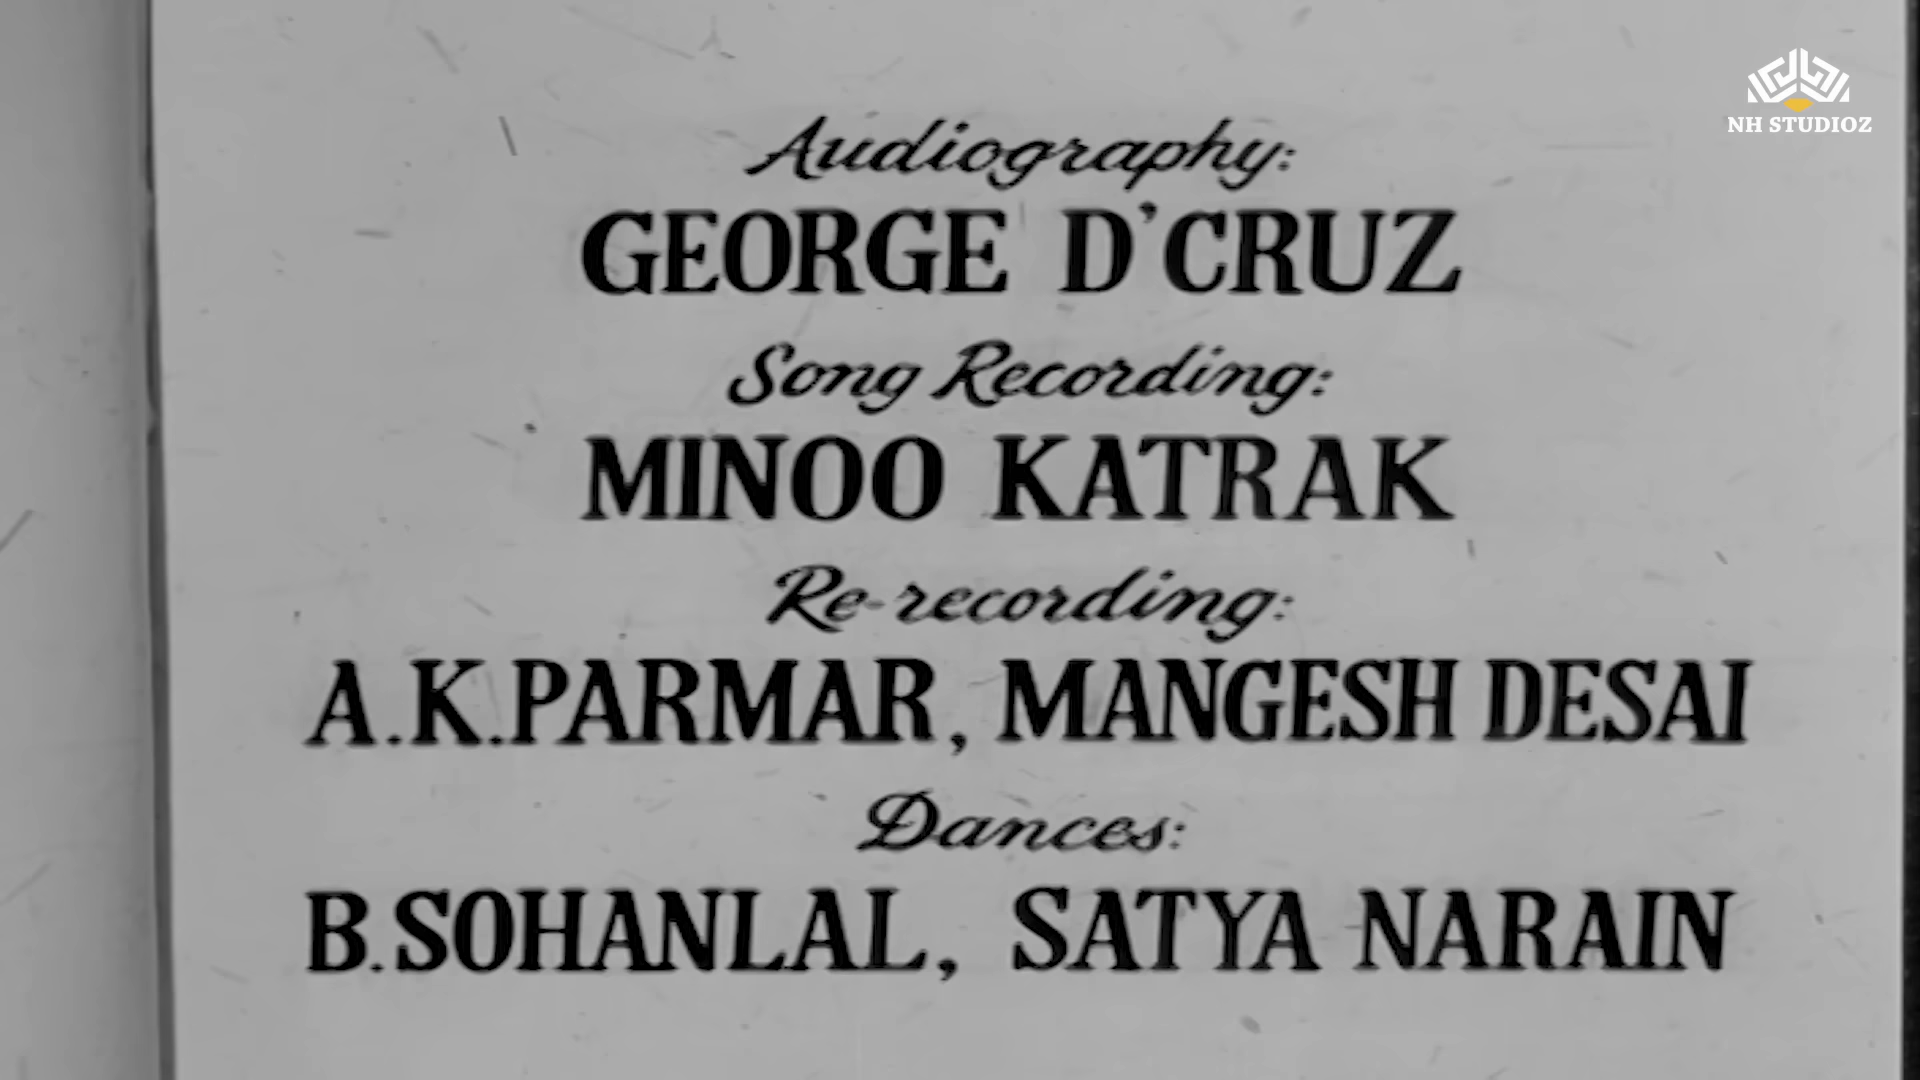 NH STUDIOZ
Audiography:
GEORGE D'CRUZ
Song Recording:
MINOO KATRAK
Re-recording:
A.K.PARMAR, MANGESH DESAI
Dances:
B.SOHANLAL, SATYA NARAIN